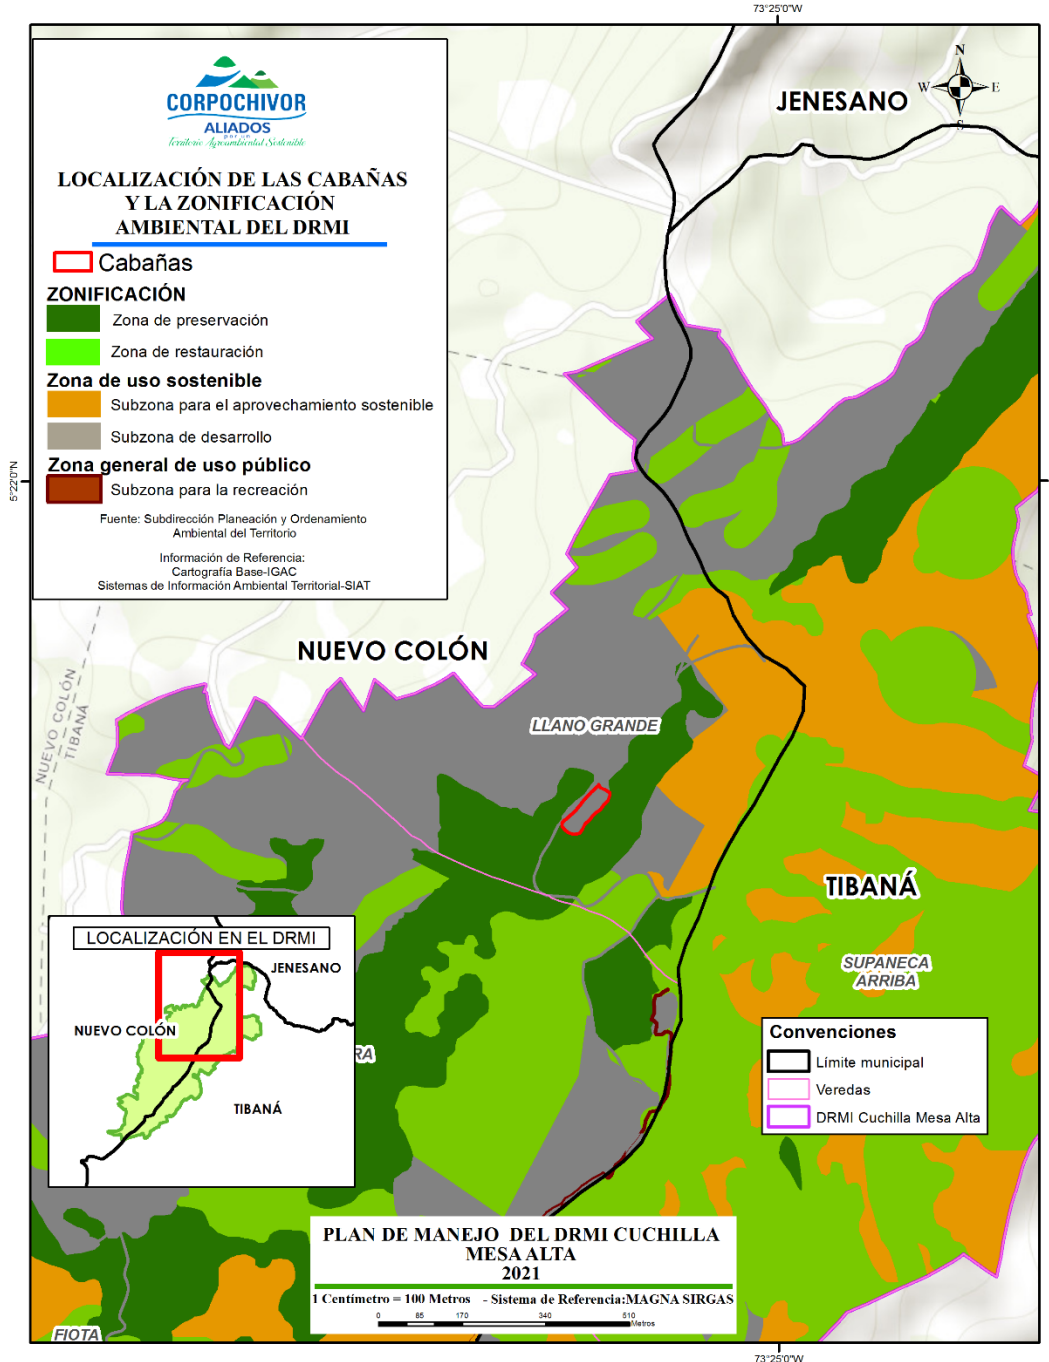 73°25'0"W
CORPOCHIVOR
ALIADOS
por un
Territorio Agroambiental Sostenible
LOCALIZACIÓN DE LAS CABAÑAS
Y LA ZONIFICACIÓN
AMBIENTAL DEL DRMI
Cabañas
ZONIFICACIÓN
Zona de preservación
Zona de restauración
Zona de uso sostenible
Subzona para el aprovechamiento sostenible
Subzona de desarrollo
Zona general de uso público
Subzona para la recreación
Fuente: Subdirección Planeación y Ordenamiento
Ambiental del Territorio
Información de Referencia:
Cartografía Base-IGAC
Sistemas de Información Ambiental Territorial-SIAT
N
W E
S
JENESANO
5°22'0"N
NUEVO COLÓN
NUEVO COLÓN
TIBANÁ
LLANO GRANDE
TIBANÁ
SUPANECA
ARRIBA
RA
LOCALIZACIÓN EN EL DRMI
JENESANO
NUEVO COLÓN
TIBANÁ
Convenciones
Límite municipal
Veredas
DRMI Cuchilla Mesa Alta
PLAN DE MANEJO DEL DRMI CUCHILLA
MESA ALTA
2021
1 Centímetro = 100 Metros - Sistema de Referencia:MAGNA SIRGAS
0 85 170 340 510
Metros
FIOTA
73°25'0"W